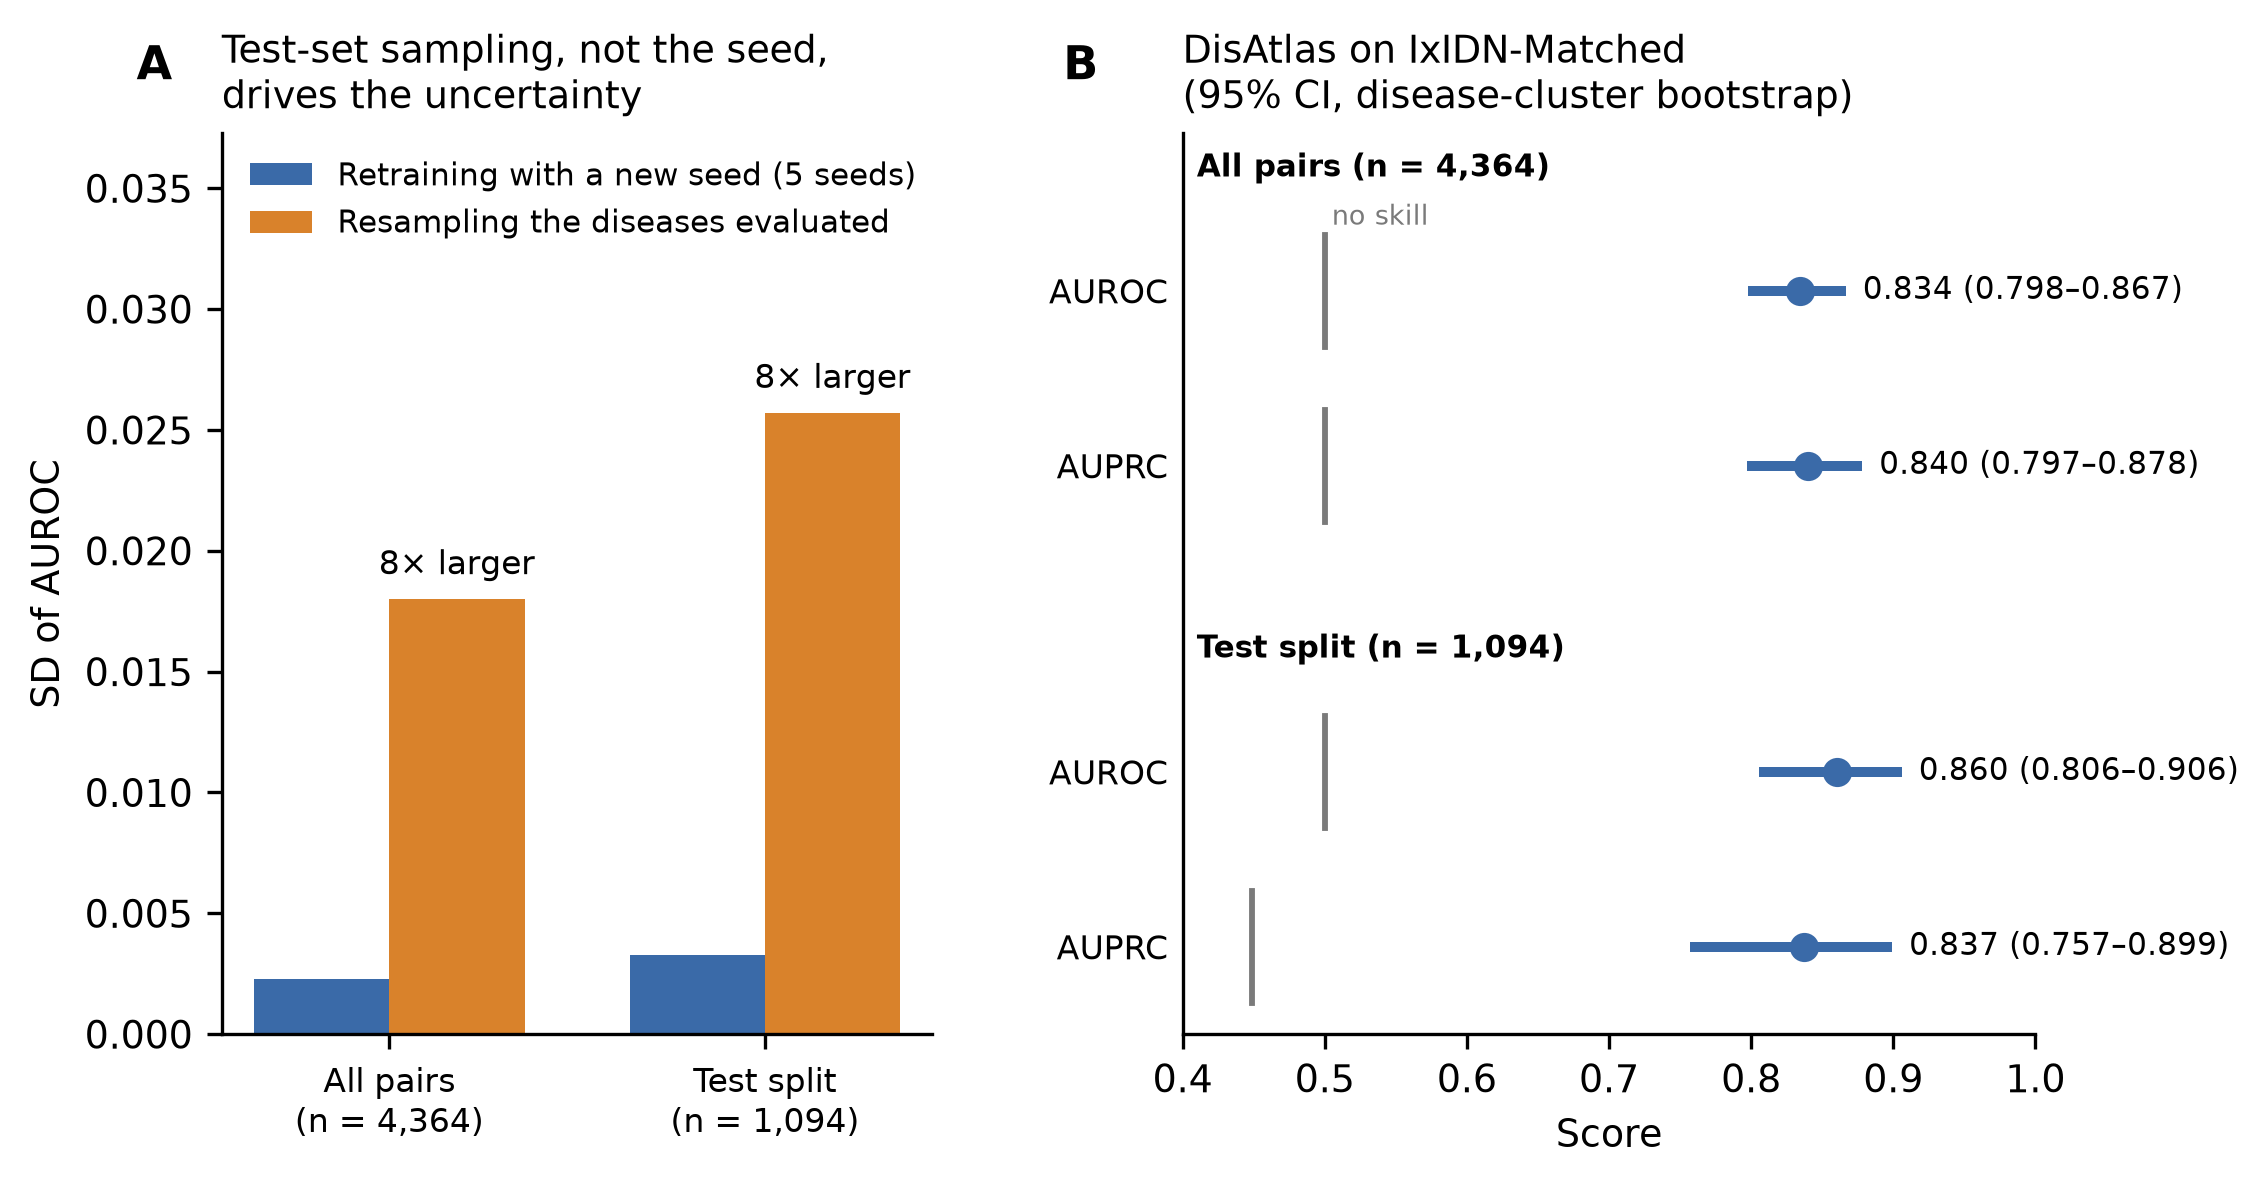 A
Test-set sampling, not the seed,
drives the uncertainty
Retraining with a new seed (5 seeds)
Resampling the diseases evaluated
SD of AUROC
0.035
0.030
0.025
0.020
0.015
0.010
0.005
0.000
8× larger
8× larger
All pairs
(n = 4,364)
Test split
(n = 1,094)
B
DisAtlas on IxIDN-Matched
(95% CI, disease-cluster bootstrap)
All pairs (n = 4,364)
no skill
AUROC
0.834 (0.798–0.867)
AUPRC
0.840 (0.797–0.878)
Test split (n = 1,094)
AUROC
0.860 (0.806–0.906)
AUPRC
0.837 (0.757–0.899)
0.4 0.5 0.6 0.7 0.8 0.9 1.0
Score